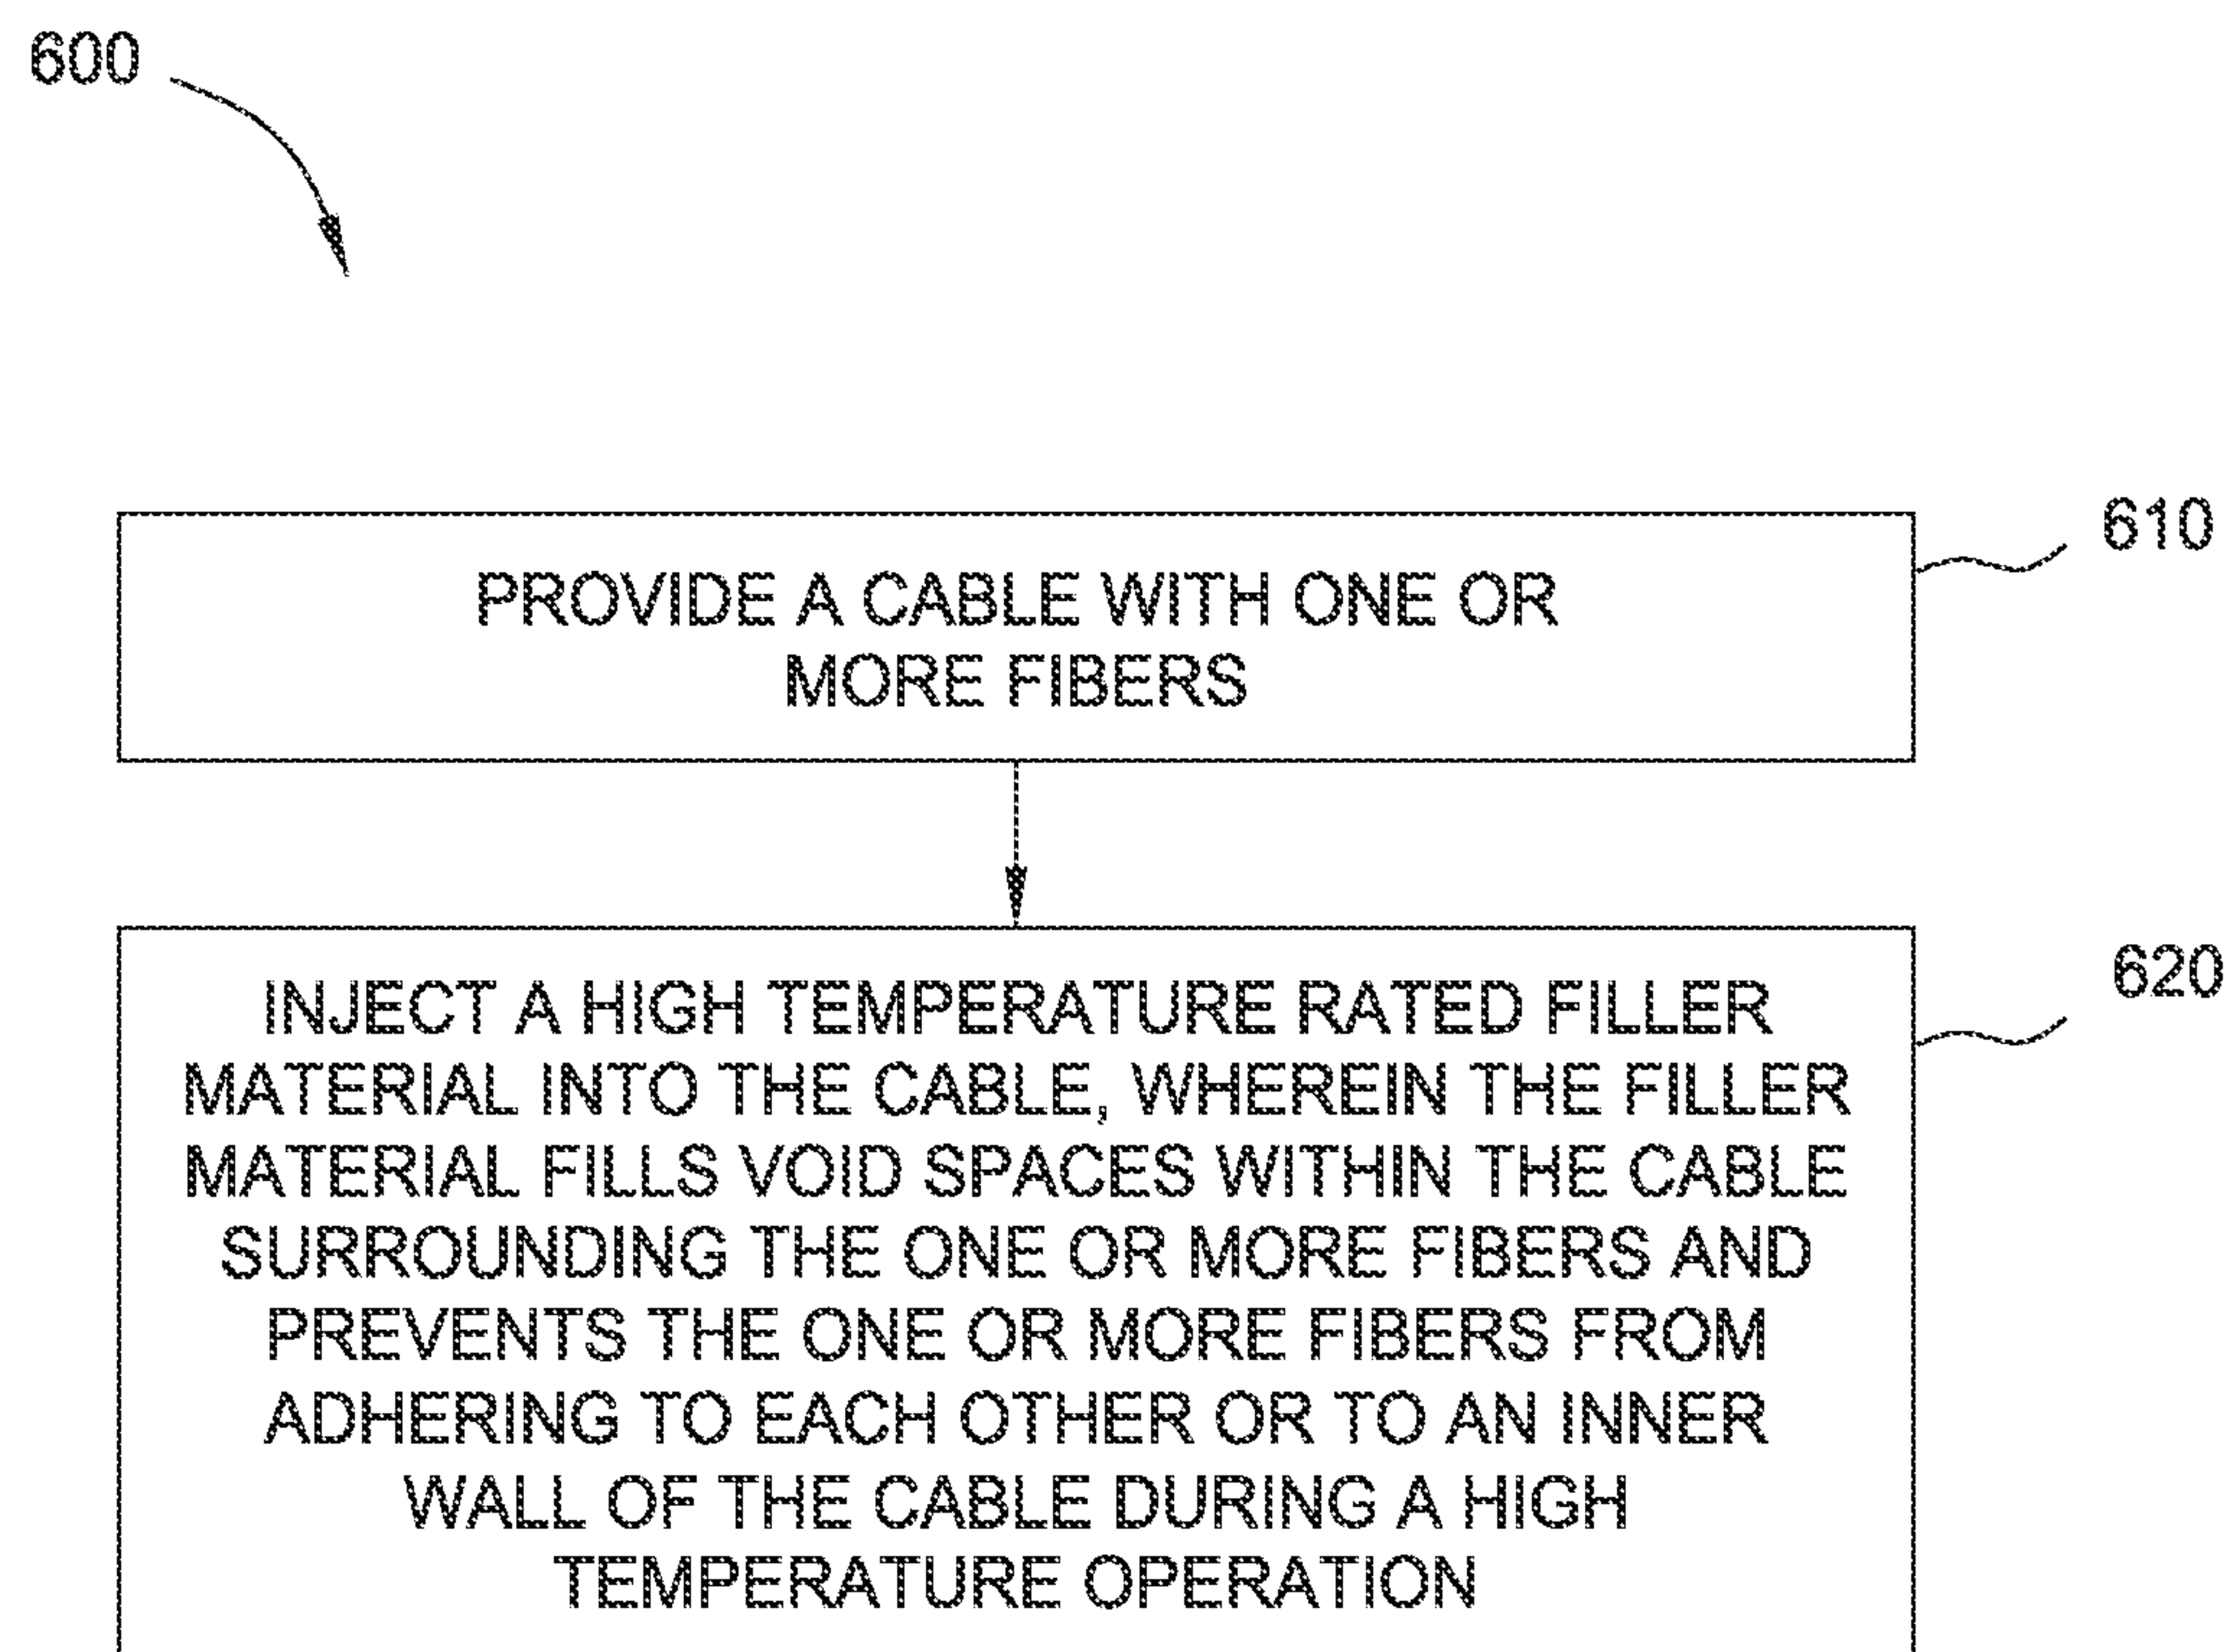 600
610
PROVIDE A CABLE WITH ONE OR
MORE FIBERS
620
INJECT A HIGH TEMPERATURE RATED FILLER
MATERIAL INTO THE CABLE, WHEREIN THE FILLER
MATERIAL FILLS VOID SPACES WITHIN THE CABLE
SURROUNDING THE ONE OR MORE FIBERS AND
PREVENTS THE ONE OR MORE FIBERS FROM
ADHERING TO EACH OTHER OR TO AN INNER
WALL OF THE CABLE DURING A HIGH
TEMPERATURE OPERATION